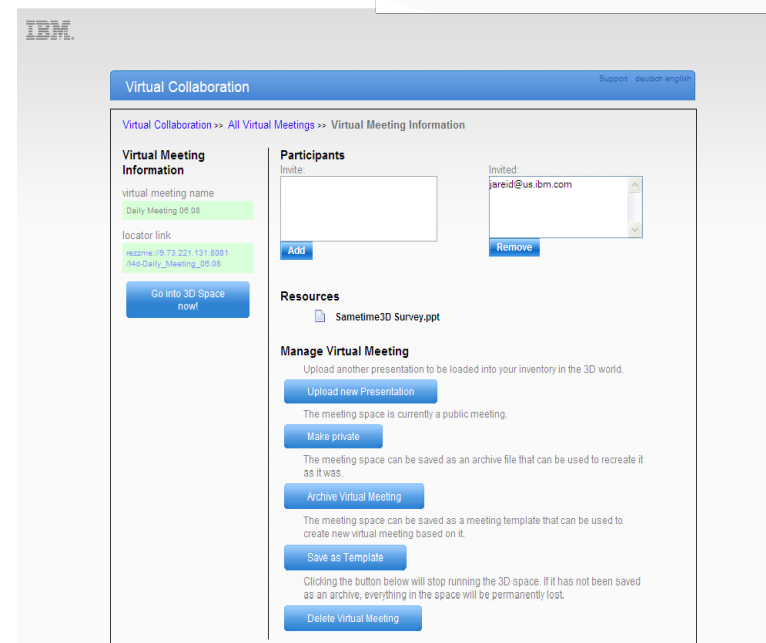 IBM.
Virtual Collaboration
Support deutsch english
Virtual Collaboration >> All Virtual Meetings >> Virtual Meeting Information
Virtual Meeting
Information
virtual meeting name
Daily Meeting 06.08
locator link
rezzme://9.73.221.131:8081
/I4d-Daily_Meeting_06.08
Go into 3D Space
now!
Participants
Invite:
Add
Invited:
jareid@us.ibm.com
Remove
Resources
Sametime3D Survey.ppt
Manage Virtual Meeting
Upload another presentation to be loaded into your inventory in the 3D world.
Upload new Presentation
The meeting space is currently a public meeting.
Make private
The meeting space can be saved as an archive file that can be used to recreate it
as it was.
Archive Virtual Meeting
The meeting space can be saved as a meeting template that can be used to
create new virtual meeting based on it.
Save as Template
Clicking the button below will stop running the 3D space. If it has not been saved
as an archive, everything in the space will be permanently lost.
Delete Virtual Meeting